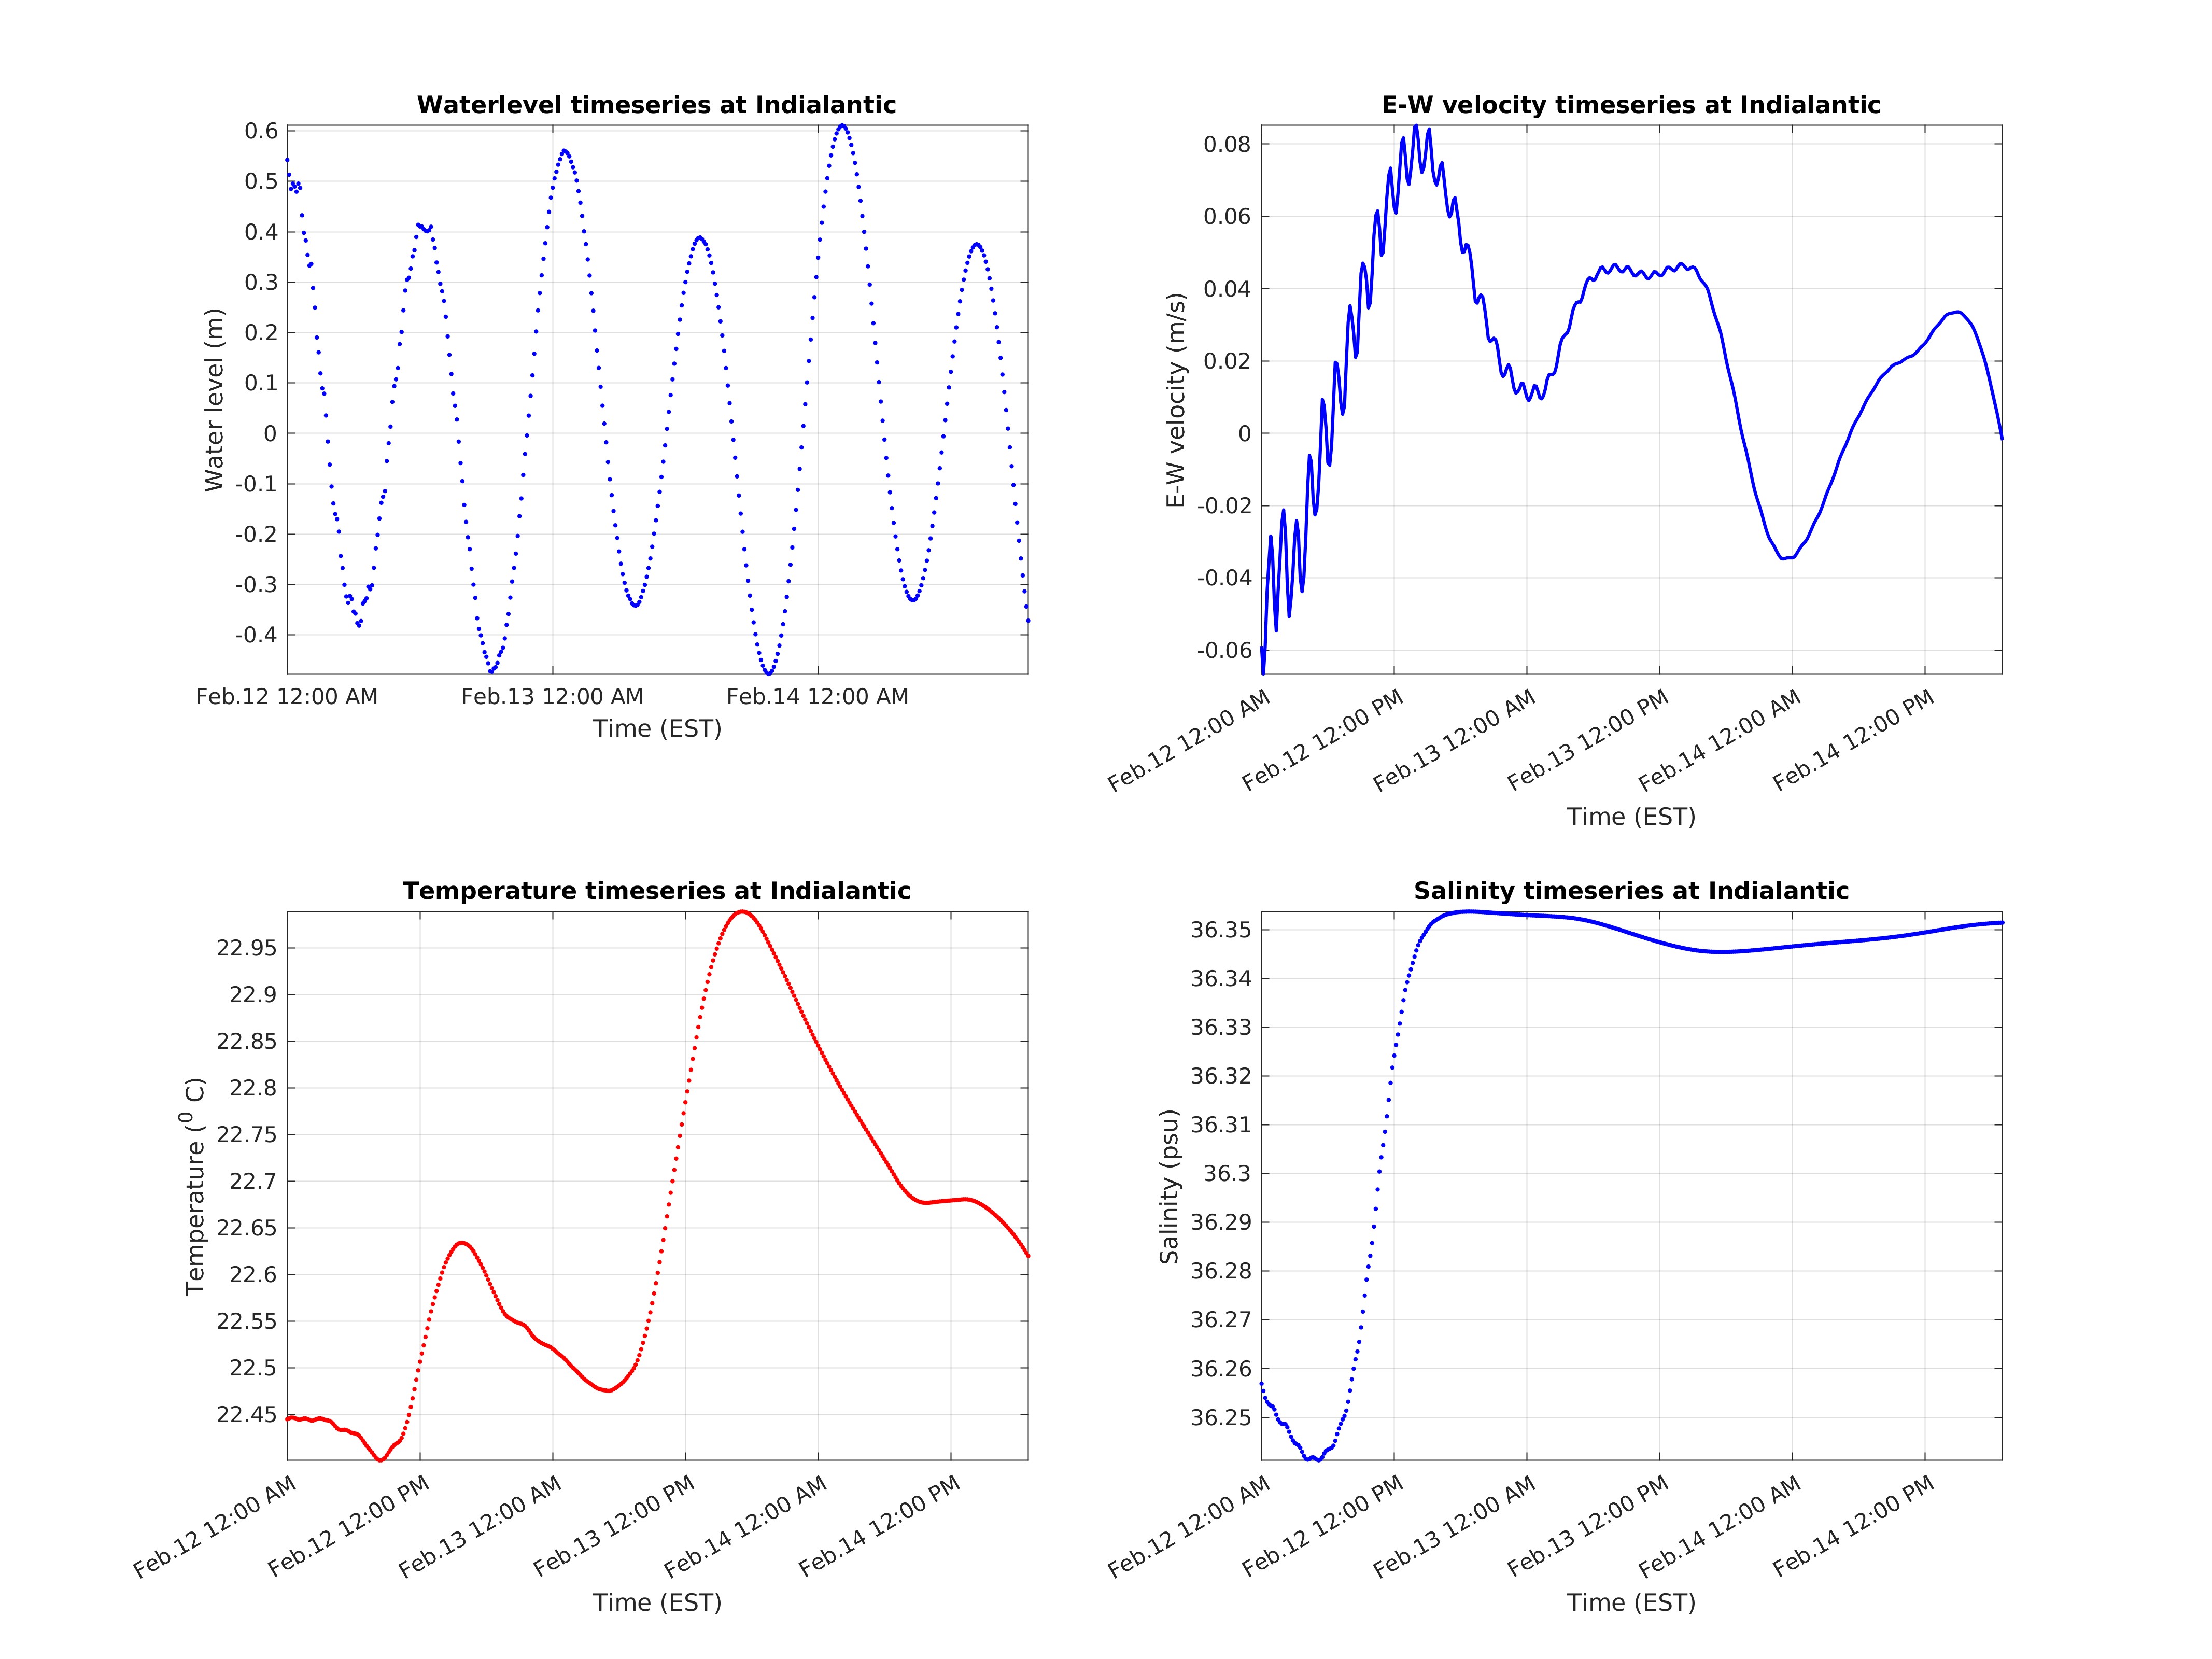 Waterlevel timeseries at Indialantic
0.6
0.5
0.4
0.3
0.2
0.1
0
-0.1
-0.2
-0.3
-0.4
Water level (m)
Feb.12 12:00 AM
Feb.13 12:00 AM
Feb.14 12:00 AM
Time (EST)
E-W velocity timeseries at Indialantic
0.08
0.06
0.04
0.02
0
-0.02
-0.04
-0.06
E-W velocity (m/s)
Feb.12 12:00 AM
Feb.12 12:00 PM
Feb.13 12:00 AM
Feb.13 12:00 PM
Feb.14 12:00 AM
Feb.14 12:00 PM
Time (EST)
Temperature timeseries at Indialantic
22.95
22.9
22.85
22.8
22.75
22.7
22.65
22.6
22.55
22.5
22.45
Temperature (⁰ C)
Feb.12 12:00 AM
Feb.12 12:00 PM
Feb.13 12:00 AM
Feb.13 12:00 PM
Feb.14 12:00 AM
Feb.14 12:00 PM
Time (EST)
Salinity timeseries at Indialantic
36.35
36.34
36.33
36.32
36.31
36.3
36.29
36.28
36.27
36.26
36.25
Salinity (psu)
Feb.12 12:00 AM
Feb.12 12:00 PM
Feb.13 12:00 AM
Feb.13 12:00 PM
Feb.14 12:00 AM
Feb.14 12:00 PM
Time (EST)